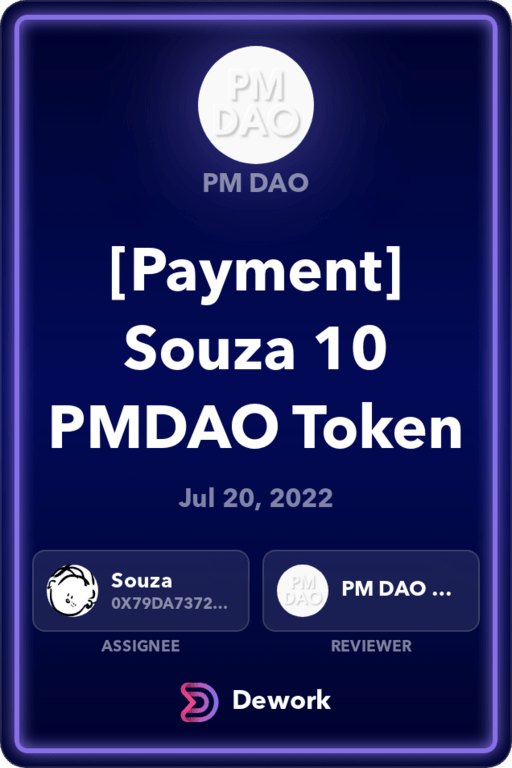 PM
DAO
PM DAO
[Payment]
Souza 10
PMDAO Token
Jul 20, 2022
Souza
0X79DA7372...
ASSIGNEE
PM
DAO
PM DAO ...
REVIEWER
Dework